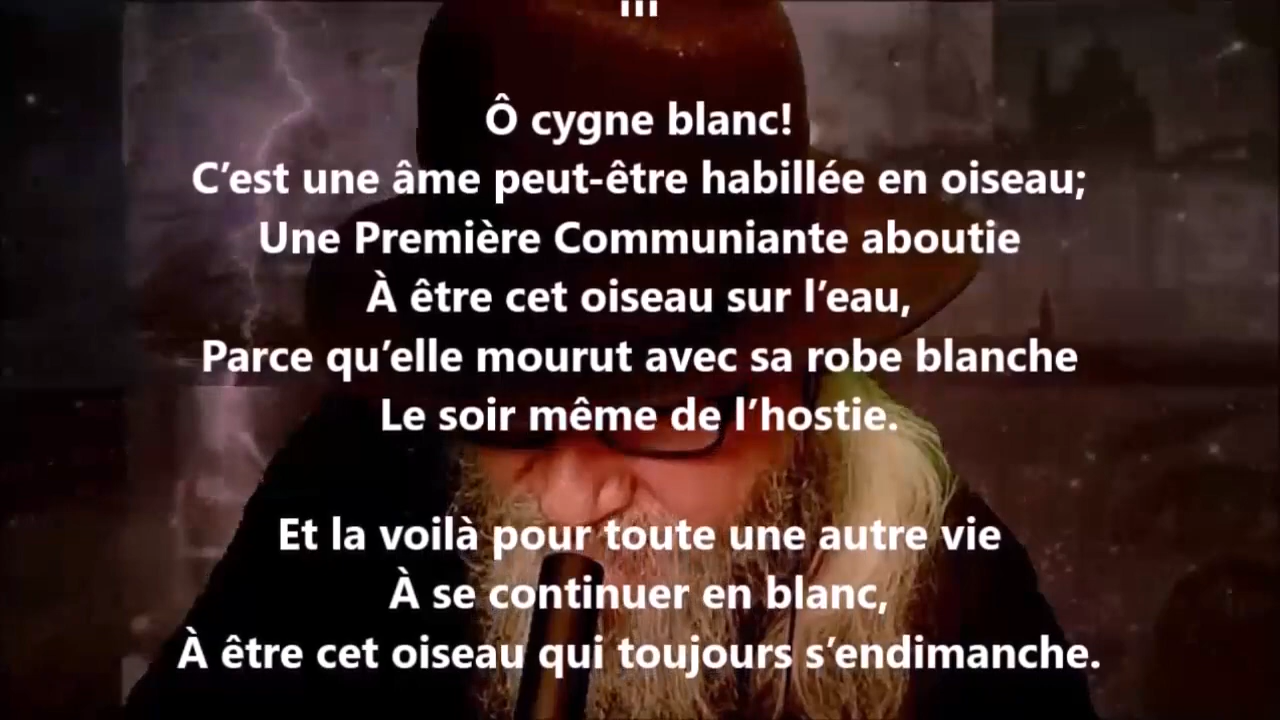 III
Ô cygne blanc!
C’est une âme peut-être habillée en oiseau;
Une Première Communiante aboutie
À être cet oiseau sur l’eau,
Parce qu’elle mourut avec sa robe blanche
Le soir même de l’hostie.
Et la voilà pour toute une autre vie
À se continuer en blanc,
À être cet oiseau qui toujours s’endimanche.